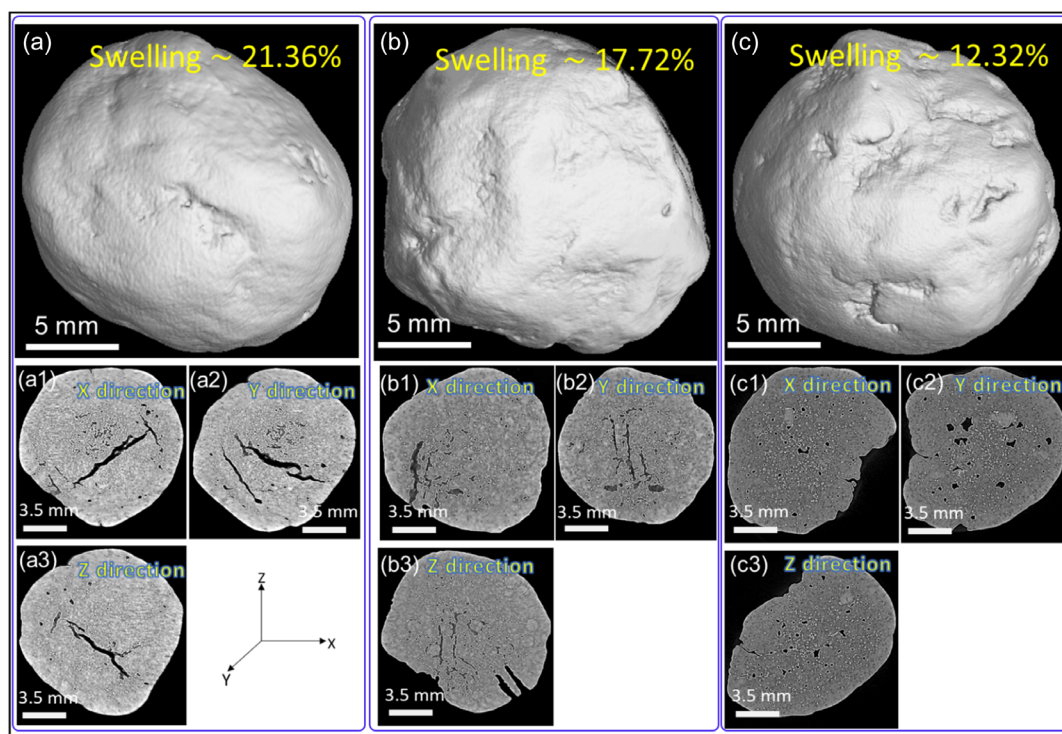 (a)
Swelling ~ 21.36%
5 mm
(a1)
X direction
3.5 mm
(a2)
Y direction
3.5 mm
(a3)
Z direction
3.5 mm
Z
X
Y
(b)
Swelling ~ 17.72%
5 mm
(b1)
X direction
3.5 mm
(b2)
Y direction
3.5 mm
(b3)
Z direction
3.5 mm
(c)
Swelling ~ 12.32%
5 mm
(c1)
X direction
3.5 mm
(c2)
Y direction
3.5 mm
(c3)
Z direction
3.5 mm